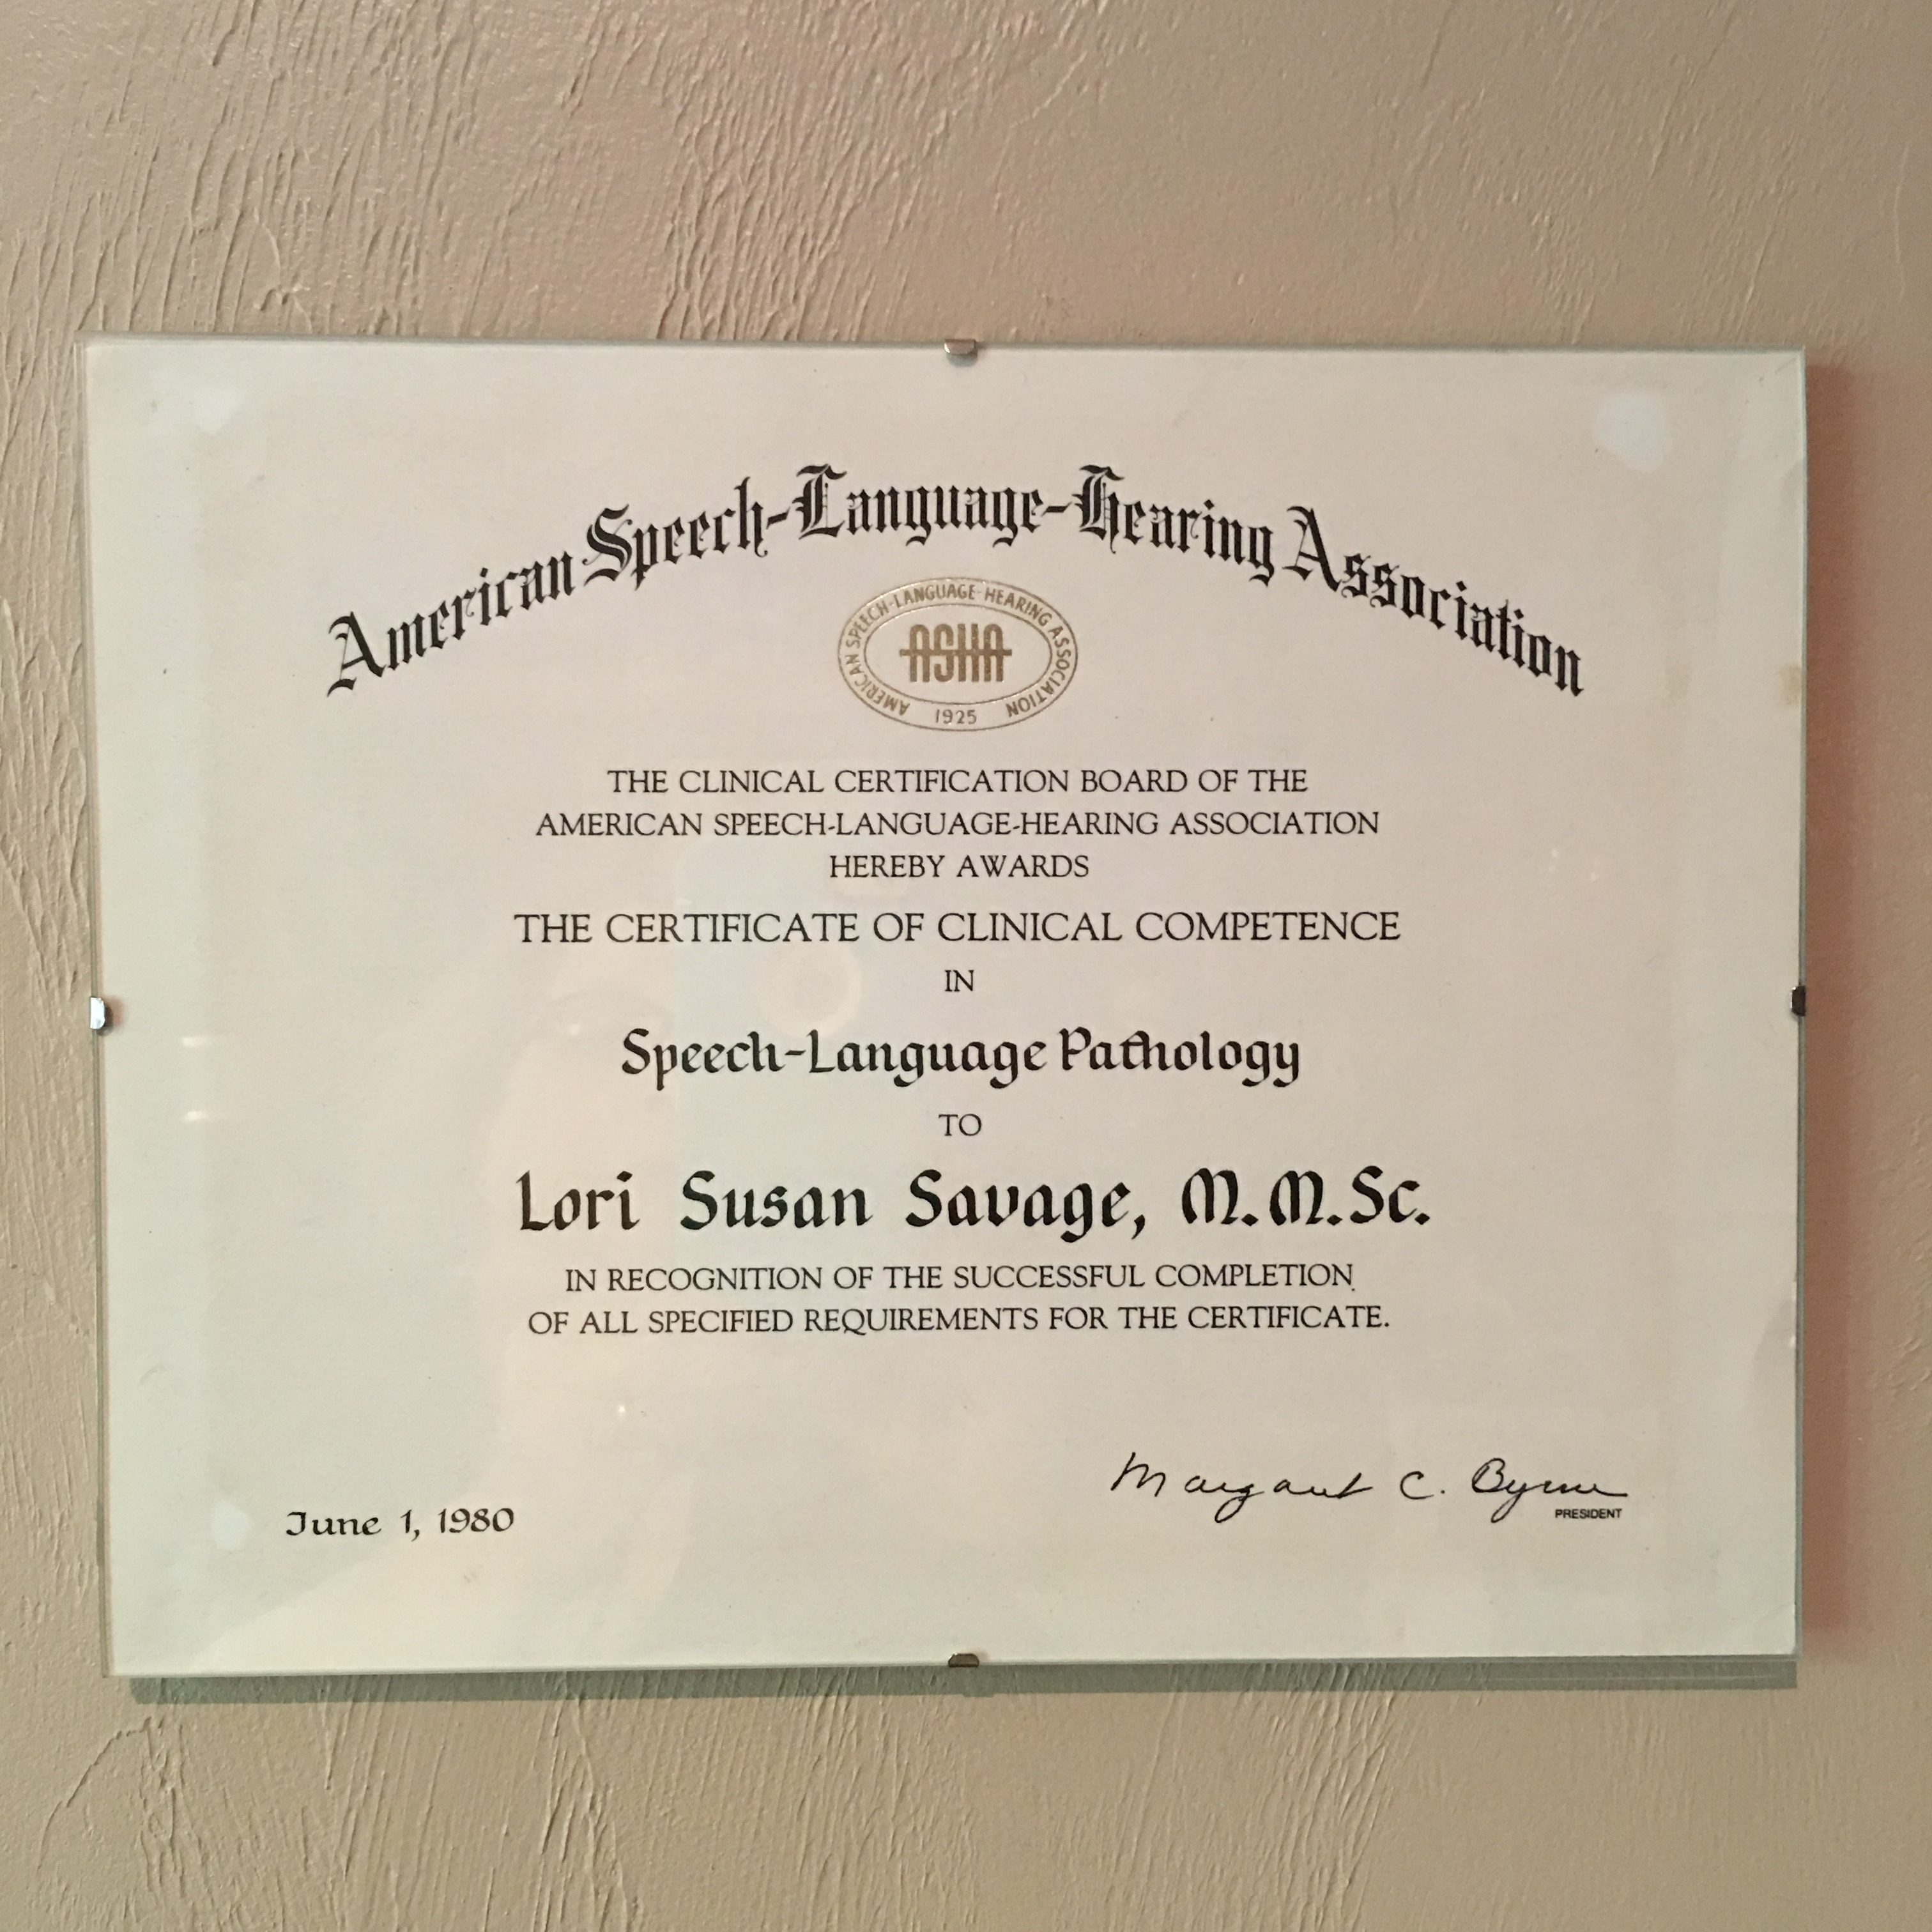 American Speech-Language-Hearing Association
AMERICAN SPEECH-LANGUAGE-HEARING ASSOCIATION
ASHA
1925
THE CLINICAL CERTIFICATION BOARD OF THE
AMERICAN SPEECH-LANGUAGE-HEARING ASSOCIATION
HEREBY AWARDS
THE CERTIFICATE OF CLINICAL COMPETENCE
IN
Speech-Language Pathology
TO
Lori Susan Savage, M.M.Sc.
IN RECOGNITION OF THE SUCCESSFUL COMPLETION
OF ALL SPECIFIED REQUIREMENTS FOR THE CERTIFICATE.
Margaret C. Byrne
PRESIDENT
June 1, 1980